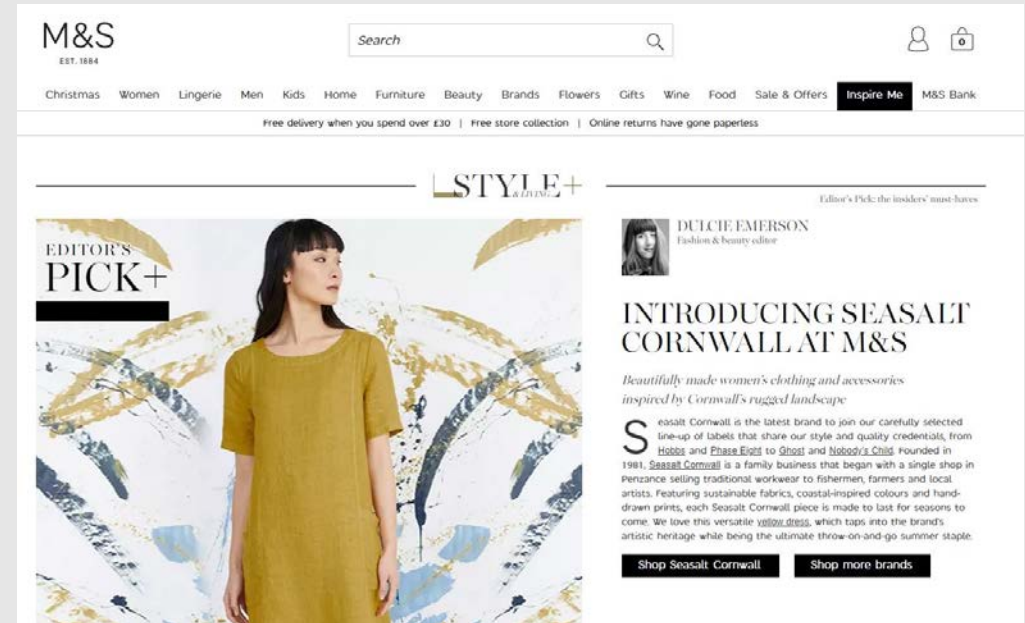 M&S
EST. 1884
Search
0
Christmas Women Lingerie Men Kids Home Furniture Beauty Brands Flowers Gifts Wine Food Sale & Offers Inspire Me M&S Bank
Free delivery when you spend over £30 | Free store collection | Online returns have gone paperless
STYLE+
& LIVING
Editor's Pick: the insiders' must-haves
EDITOR'S
PICK+
DULCIE EMERSON
Fashion & beauty editor
INTRODUCING SEASALT
CORNWALL AT M&S
Beautifully made women's clothing and accessories
inspired by Cornwall's rugged landscape
Seasalt Cornwall is the latest brand to join our carefully selected
line-up of labels that share our style and quality credentials, from
Hobbs and Phase Eight to Ghost and Nobody's Child. Founded in
1981, Seasalt Cornwall is a family business that began with a single shop in
Penzance selling traditional workwear to fishermen, farmers and local
artists. Featuring sustainable fabrics, coastal-inspired colours and hand-
drawn prints, each Seasalt Cornwall piece is made to last for seasons to
come. We love this versatile yellow dress, which taps into the brand's
artistic heritage while being the ultimate throw-on-and-go summer staple.
Shop Seasalt Cornwall Shop more brands